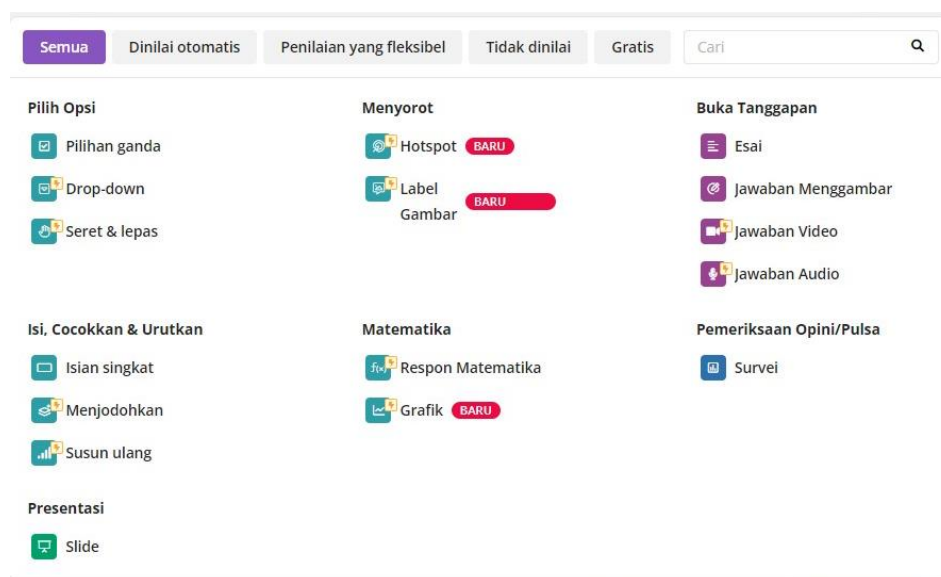 Semua
Dinilai otomatis
Penilaian yang fleksibel
Tidak dinilai
Gratis
Cari
Pilih Opsi
Pilihan ganda
Drop-down
Seret & lepas
Menyorot
Hotspot BARU
Label
Gambar BARU
Buka Tanggapan
Esai
Jawaban Menggambar
Jawaban Video
Jawaban Audio
Isi, Cocokkan & Urutkan
Isian singkat
Menjodohkan
Susun ulang
Matematika
f(x) Respon Matematika
Grafik BARU
Pemeriksaan Opini/Pulsa
Survei
Presentasi
Slide